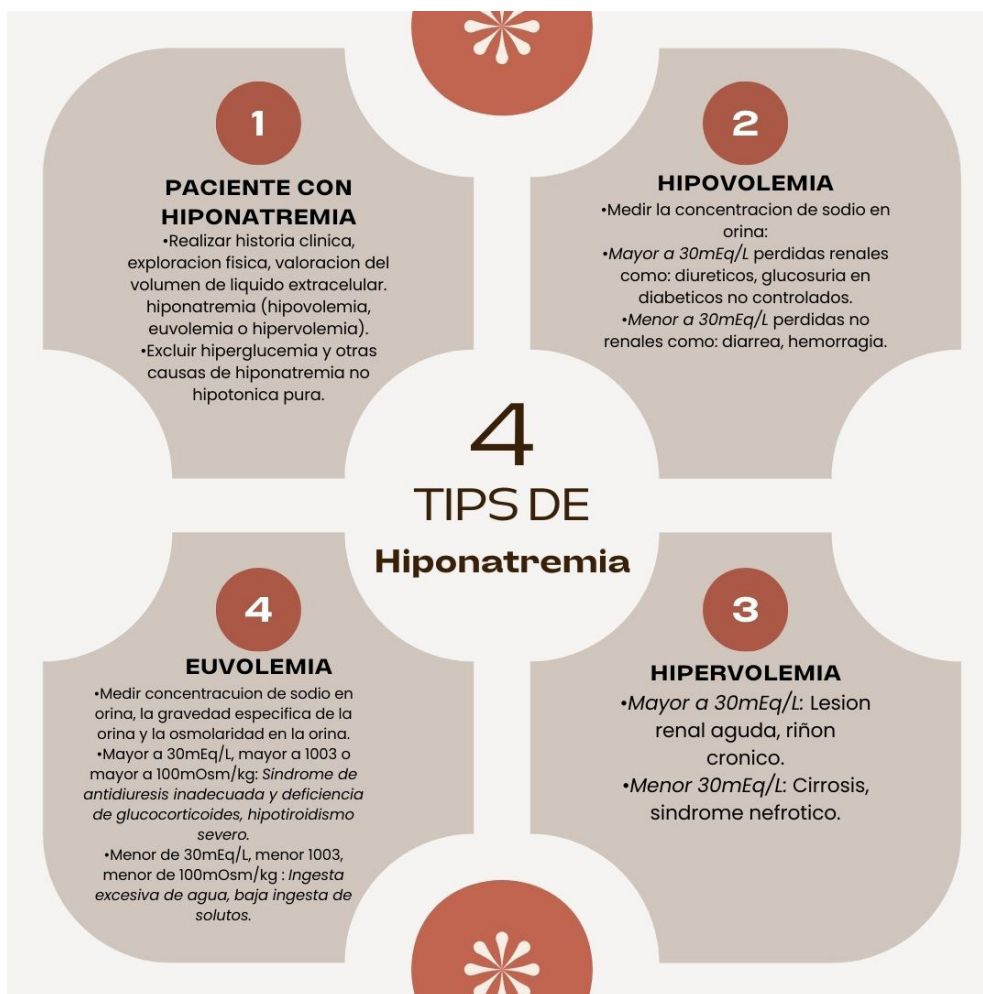 1
PACIENTE CON
HIPONATREMIA
•Realizar historia clinica,
exploracion fisica, valoracion del
volumen de liquido extracelular.
hiponatremia (hipovolemia,
euvolemia o hipervolemia).
•Excluir hiperglucemia y otras
causas de hiponatremia no
hipotonica pura.
2
HIPOVOLEMIA
•Medir la concentracion de sodio en
orina:
•Mayor a 30mEq/L perdidas renales
como: diureticos, glucosuria en
diabeticos no controlados.
•Menor a 30mEq/L perdidas no
renales como: diarrea, hemorragia.
4
TIPS DE
Hiponatremia
3
HIPERVOLEMIA
•Mayor a 30mEq/L: Lesion
renal aguda, riñon
cronico.
•Menor 30mEq/L: Cirrosis,
sindrome nefrotico.
4
EUVOLEMIA
•Medir concentracuion de sodio en
orina, la gravedad especifica de la
orina y la osmolaridad en la orina.
•Mayor a 30mEq/L, mayor a 1003 o
mayor a 100mOsm/kg: Sindrome de
antidiuresis inadecuada y deficiencia
de glucocorticoides, hipotiroidismo
severo.
•Menor de 30mEq/L, menor 1003,
menor de 100mOsm/kg : Ingesta
excesiva de agua, baja ingesta de
solutos.